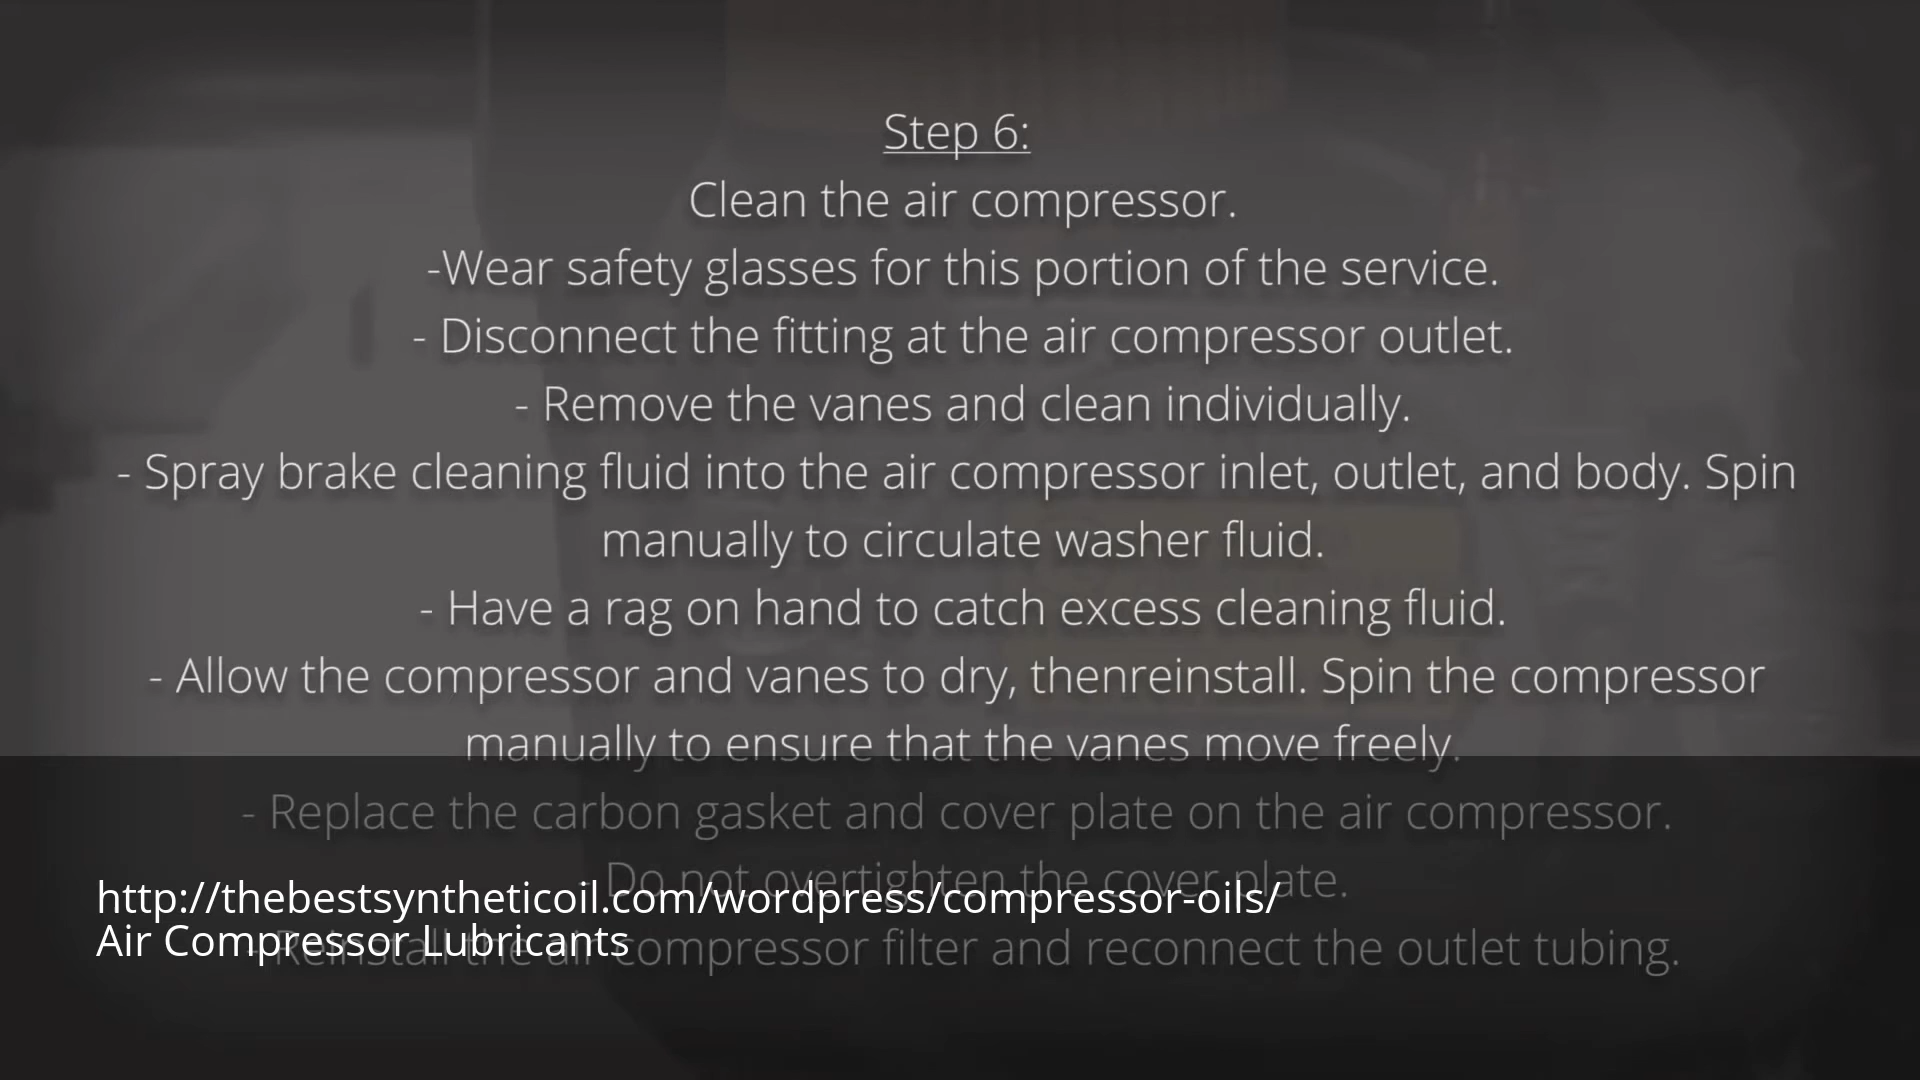 Step 6:
Clean the air compressor.
-Wear safety glasses for this portion of the service.
- Disconnect the fitting at the air compressor outlet.
- Remove the vanes and clean individually.
- Spray brake cleaning fluid into the air compressor inlet, outlet, and body. Spin
manually to circulate washer fluid.
- Have a rag on hand to catch excess cleaning fluid.
- Allow the compressor and vanes to dry, thenreinstall. Spin the compressor
manually to ensure that the vanes move freely.
- Replace the carbon gasket and cover plate on the air compressor.
- Do not overtighten the cover plate.
http://thebestsyntheticoil.com/wordpress/compressor-oils/
- Reinstall the air compressor filter and reconnect the outlet tubing.
Air Compressor Lubricants